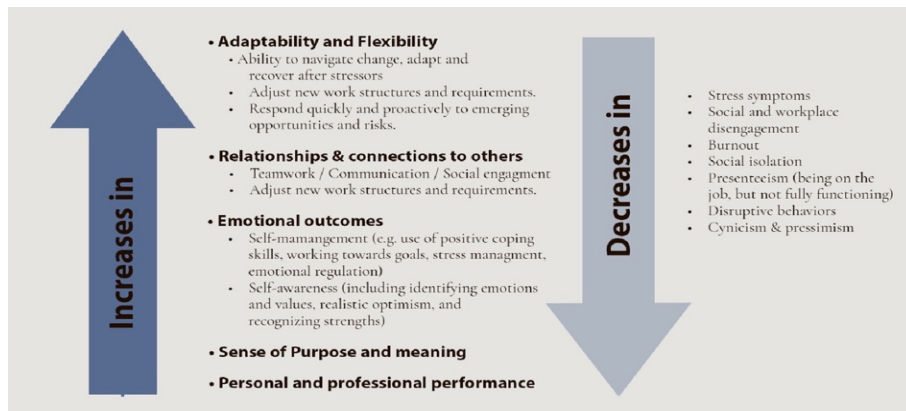 Increases in
• Adaptability and Flexibility
• Ability to navigate change, adapt and
recover after stressors
• Adjust new work structures and requirements.
• Respond quickly and proactively to emerging
opportunities and risks.
• Relationships & connections to others
• Teamwork / Communication / Social engagment
• Adjust new work structures and requirements.
• Emotional outcomes
• Self-mamangement (e.g. use of positive coping
skills, working towards goals, stress managment,
emotional regulation)
• Self-awareness (including identifying emotions
and values, realistic optimism, and
recognizing strengths)
• Sense of Purpose and meaning
• Personal and professional performance
Decreases in
• Stress symptoms
• Social and workplace
disengagement
• Burnout
• Social isolation
• Presenteeism (being on the
job, but not fully functioning)
• Disruptive behaviors
• Cynicism & pressimism